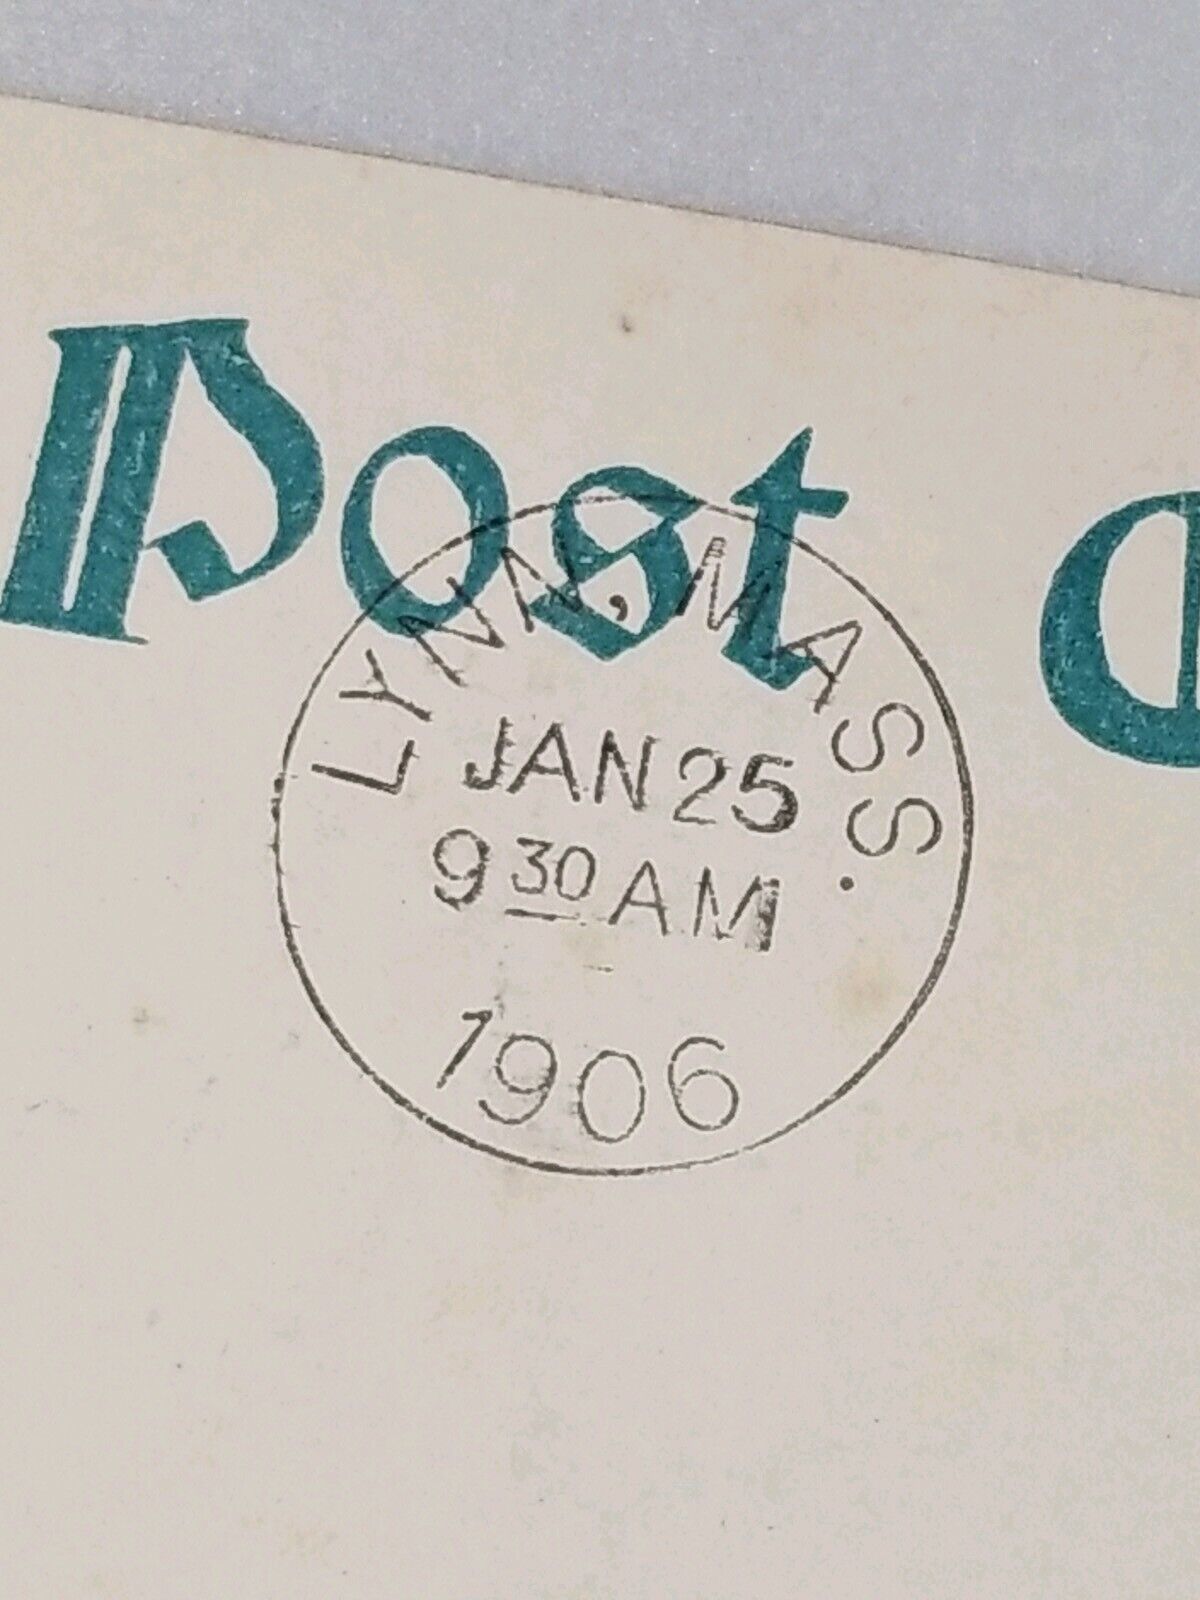 Post C
LYNN, MASS.
JAN 25
9 30 AM
1906